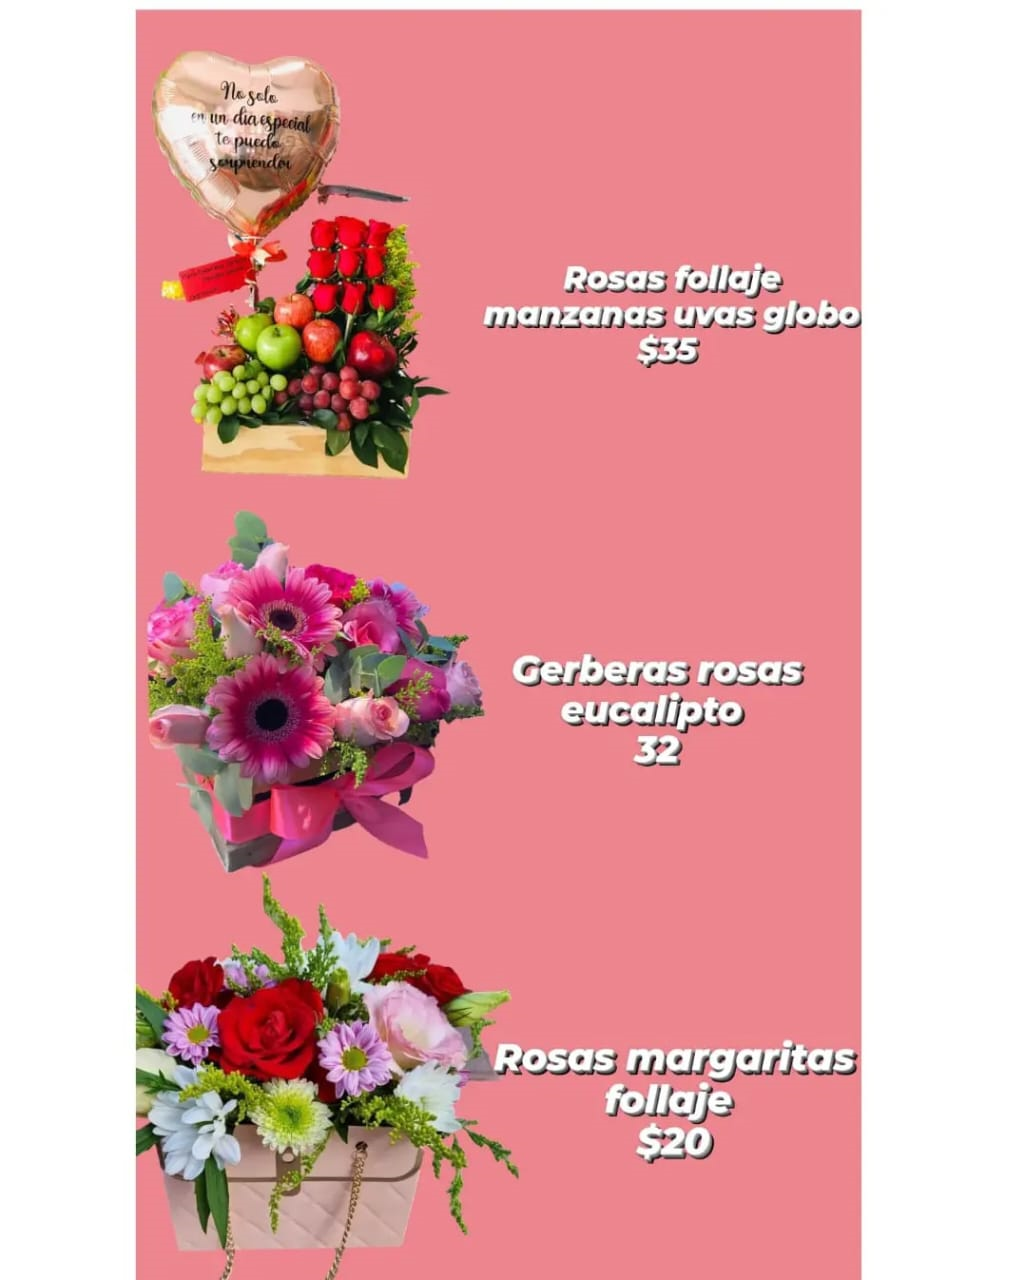 No solo
en un dia especial
te puedo
sorprender
Rosas follaje
manzanas uvas globo
$35
Gerberas rosas
eucalipto
32
Rosas margaritas
follaje
$20